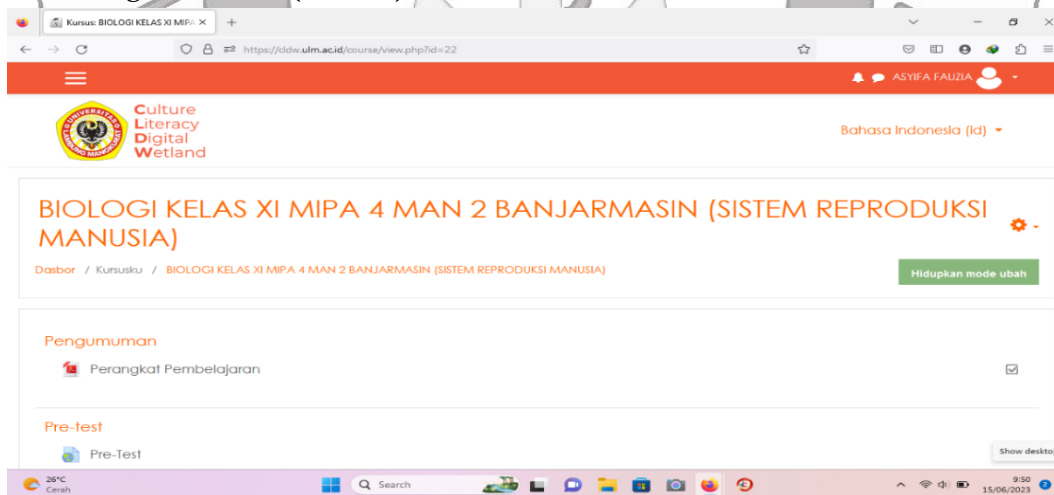 Kursus: BIOLOGI KELAS XI MIPA
https://cldw.ulm.ac.id/course/view.php?id=22
ASYIFA FAUZIA
Culture
Literacy
Digital
Wetland
Bahasa Indonesia (id)
BIOLOGI KELAS XI MIPA 4 MAN 2 BANJARMASIN (SISTEM REPRODUKSI
MANUSIA)
Dasbor / Kursusku / BIOLOGI KELAS XI MIPA 4 MAN 2 BANJARMASIN (SISTEM REPRODUKSI MANUSIA)
Hidupkan mode ubah
Pengumuman
Perangkat Pembelajaran
Pre-test
Pre-Test
Show deskto
26°C
Cerah
Search
9:50
15/06/2023
2